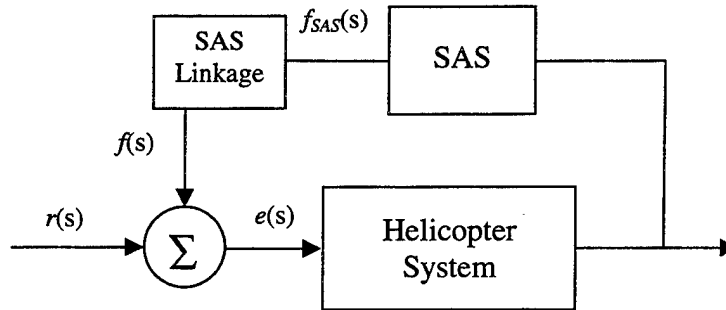 f_SAS(s)
SAS
Linkage
SAS
f(s)
r(s)
e(s)
Σ
Helicopter
System